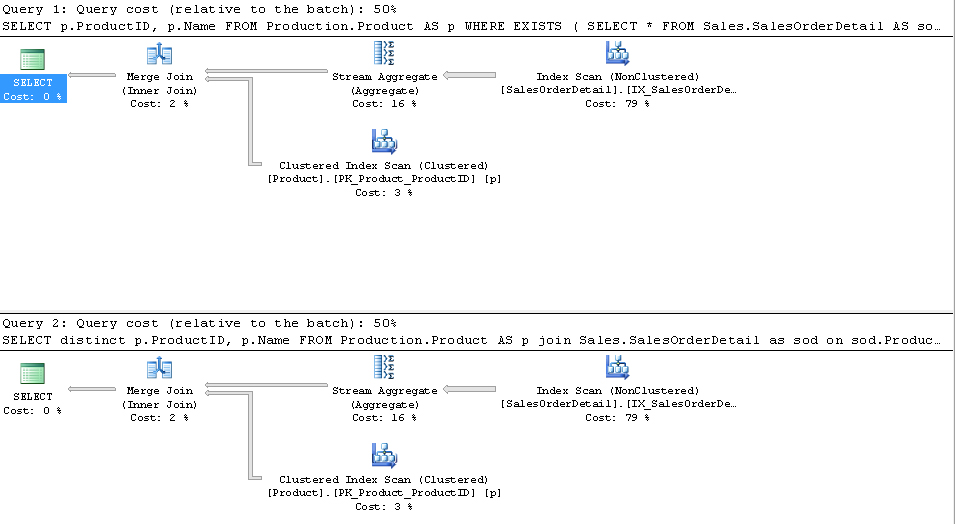 Query 1: Query cost (relative to the batch): 50%
SELECT p.ProductID, p.Name FROM Production.Product AS p WHERE EXISTS ( SELECT * FROM Sales.SalesOrderDetail AS so…
SELECT
Cost: 0 %
Merge Join
(Inner Join)
Cost: 2 %
Stream Aggregate
(Aggregate)
Cost: 16 %
Index Scan (NonClustered)
[SalesOrderDetail].[IX_SalesOrderDe…
Cost: 79 %
Clustered Index Scan (Clustered)
[Product].[PK_Product_ProductID] [p]
Cost: 3 %
Query 2: Query cost (relative to the batch): 50%
SELECT distinct p.ProductID, p.Name FROM Production.Product AS p join Sales.SalesOrderDetail as sod on sod.Produc…
SELECT
Cost: 0 %
Merge Join
(Inner Join)
Cost: 2 %
Stream Aggregate
(Aggregate)
Cost: 16 %
Index Scan (NonClustered)
[SalesOrderDetail].[IX_SalesOrderDe…
Cost: 79 %
Clustered Index Scan (Clustered)
[Product].[PK_Product_ProductID] [p]
Cost: 3 %